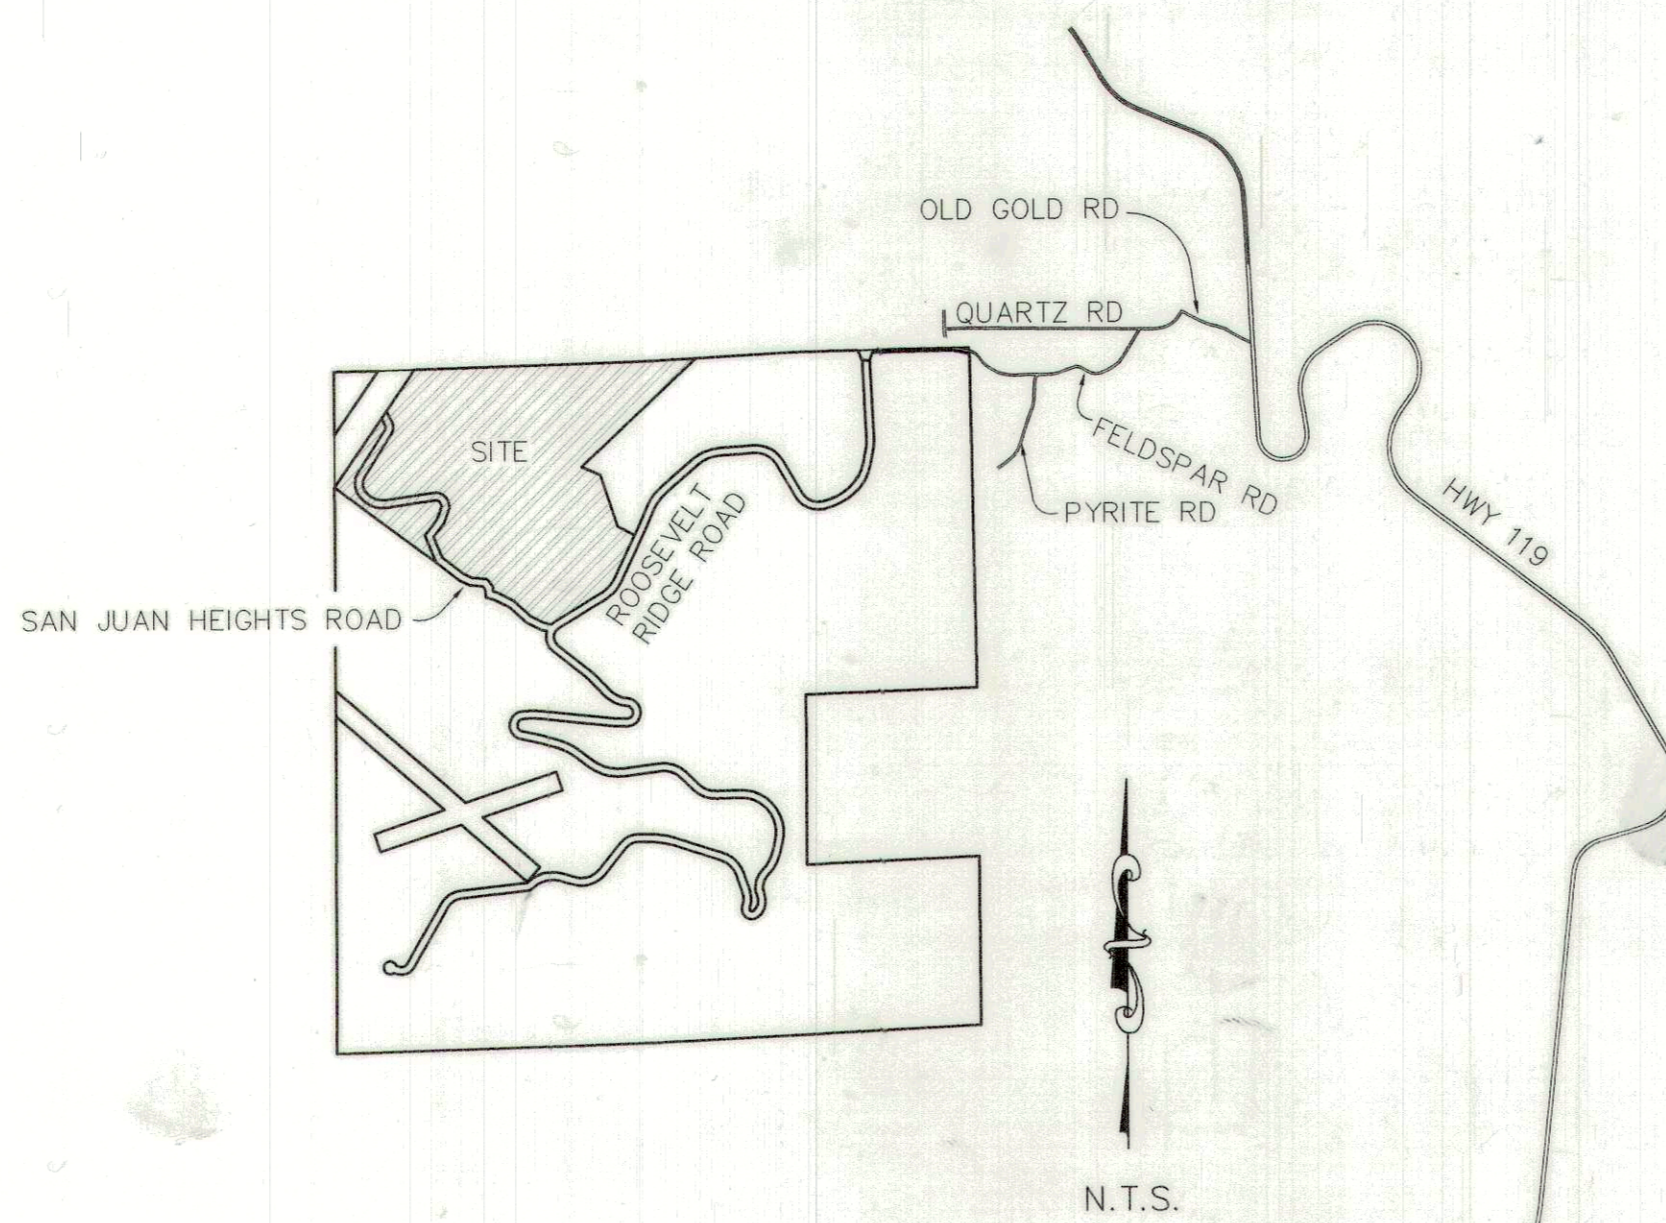 OLD GOLD RD
QUARTZ RD
SITE
FELDSPAR RD
PYRITE RD
HWY 119
ROOSEVELT
RIDGE ROAD
SAN JUAN HEIGHTS ROAD
N.T.S.